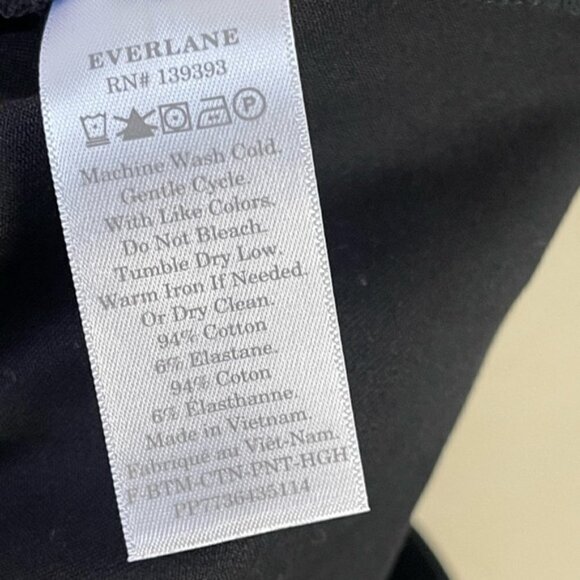 EVERLANE
RN# 139393
P
Machine Wash Cold.
Gentle Cycle.
With Like Colors.
Do Not Bleach.
Tumble Dry Low.
Warm Iron If Needed.
Or Dry Clean.
94% Cotton
6% Elastane.
94% Coton
6% Elasthanne.
Made in Vietnam.
Fabrique au Viet-Nam.
F-BTM-CTN-PNT-HGH
PP7736435114